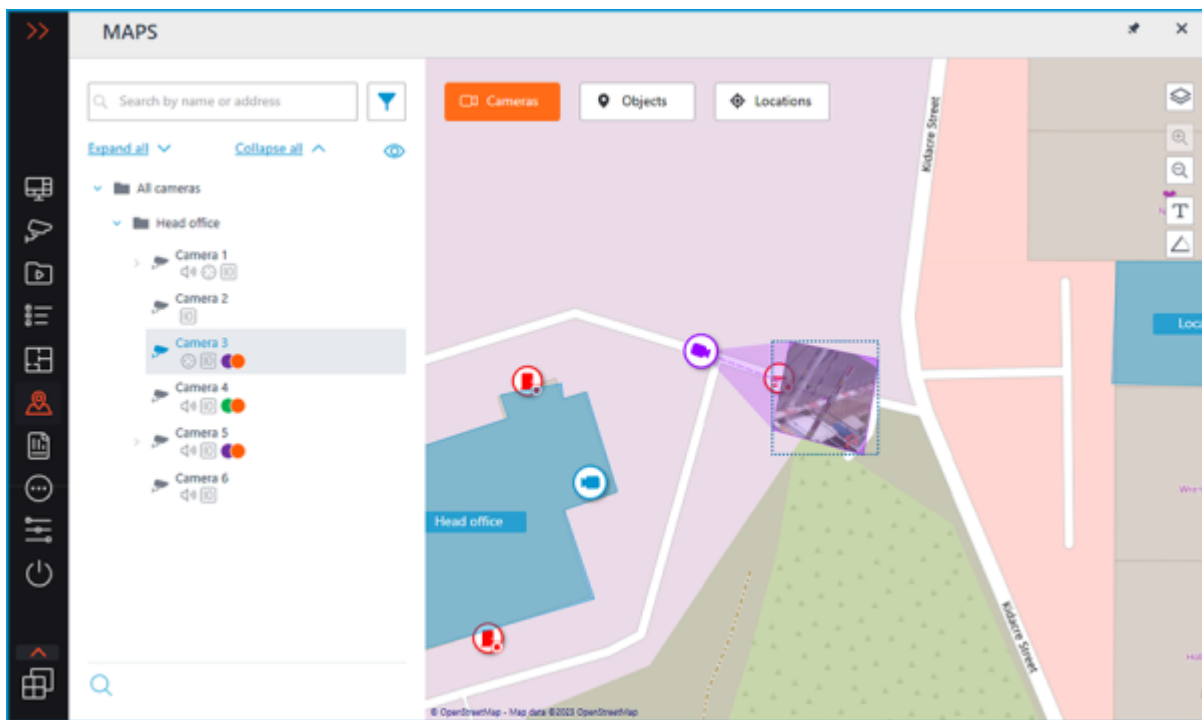 MAPS
Search by name or address
Cameras
Objects
Locations
Expand all
Collapse all
All cameras
Head office
Camera 1
Camera 2
Camera 3
Camera 4
Camera 5
Camera 6
Kidacre Street
T
Loca
Head office
Kidacre Street
© OpenStreetMap - Map data ©2023 OpenStreetMap